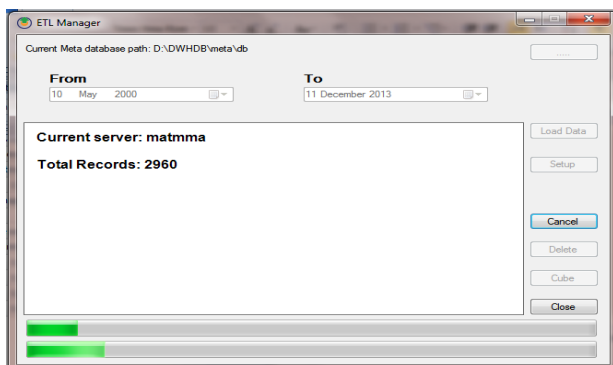 ETL Manager
Current Meta database path: D:\DWHDB\meta\db
.....
From
To
10 May 2000
11 December 2013
Current server: matmma
Total Records: 2960
Load Data
Setup
Cancel
Delete
Cube
Close